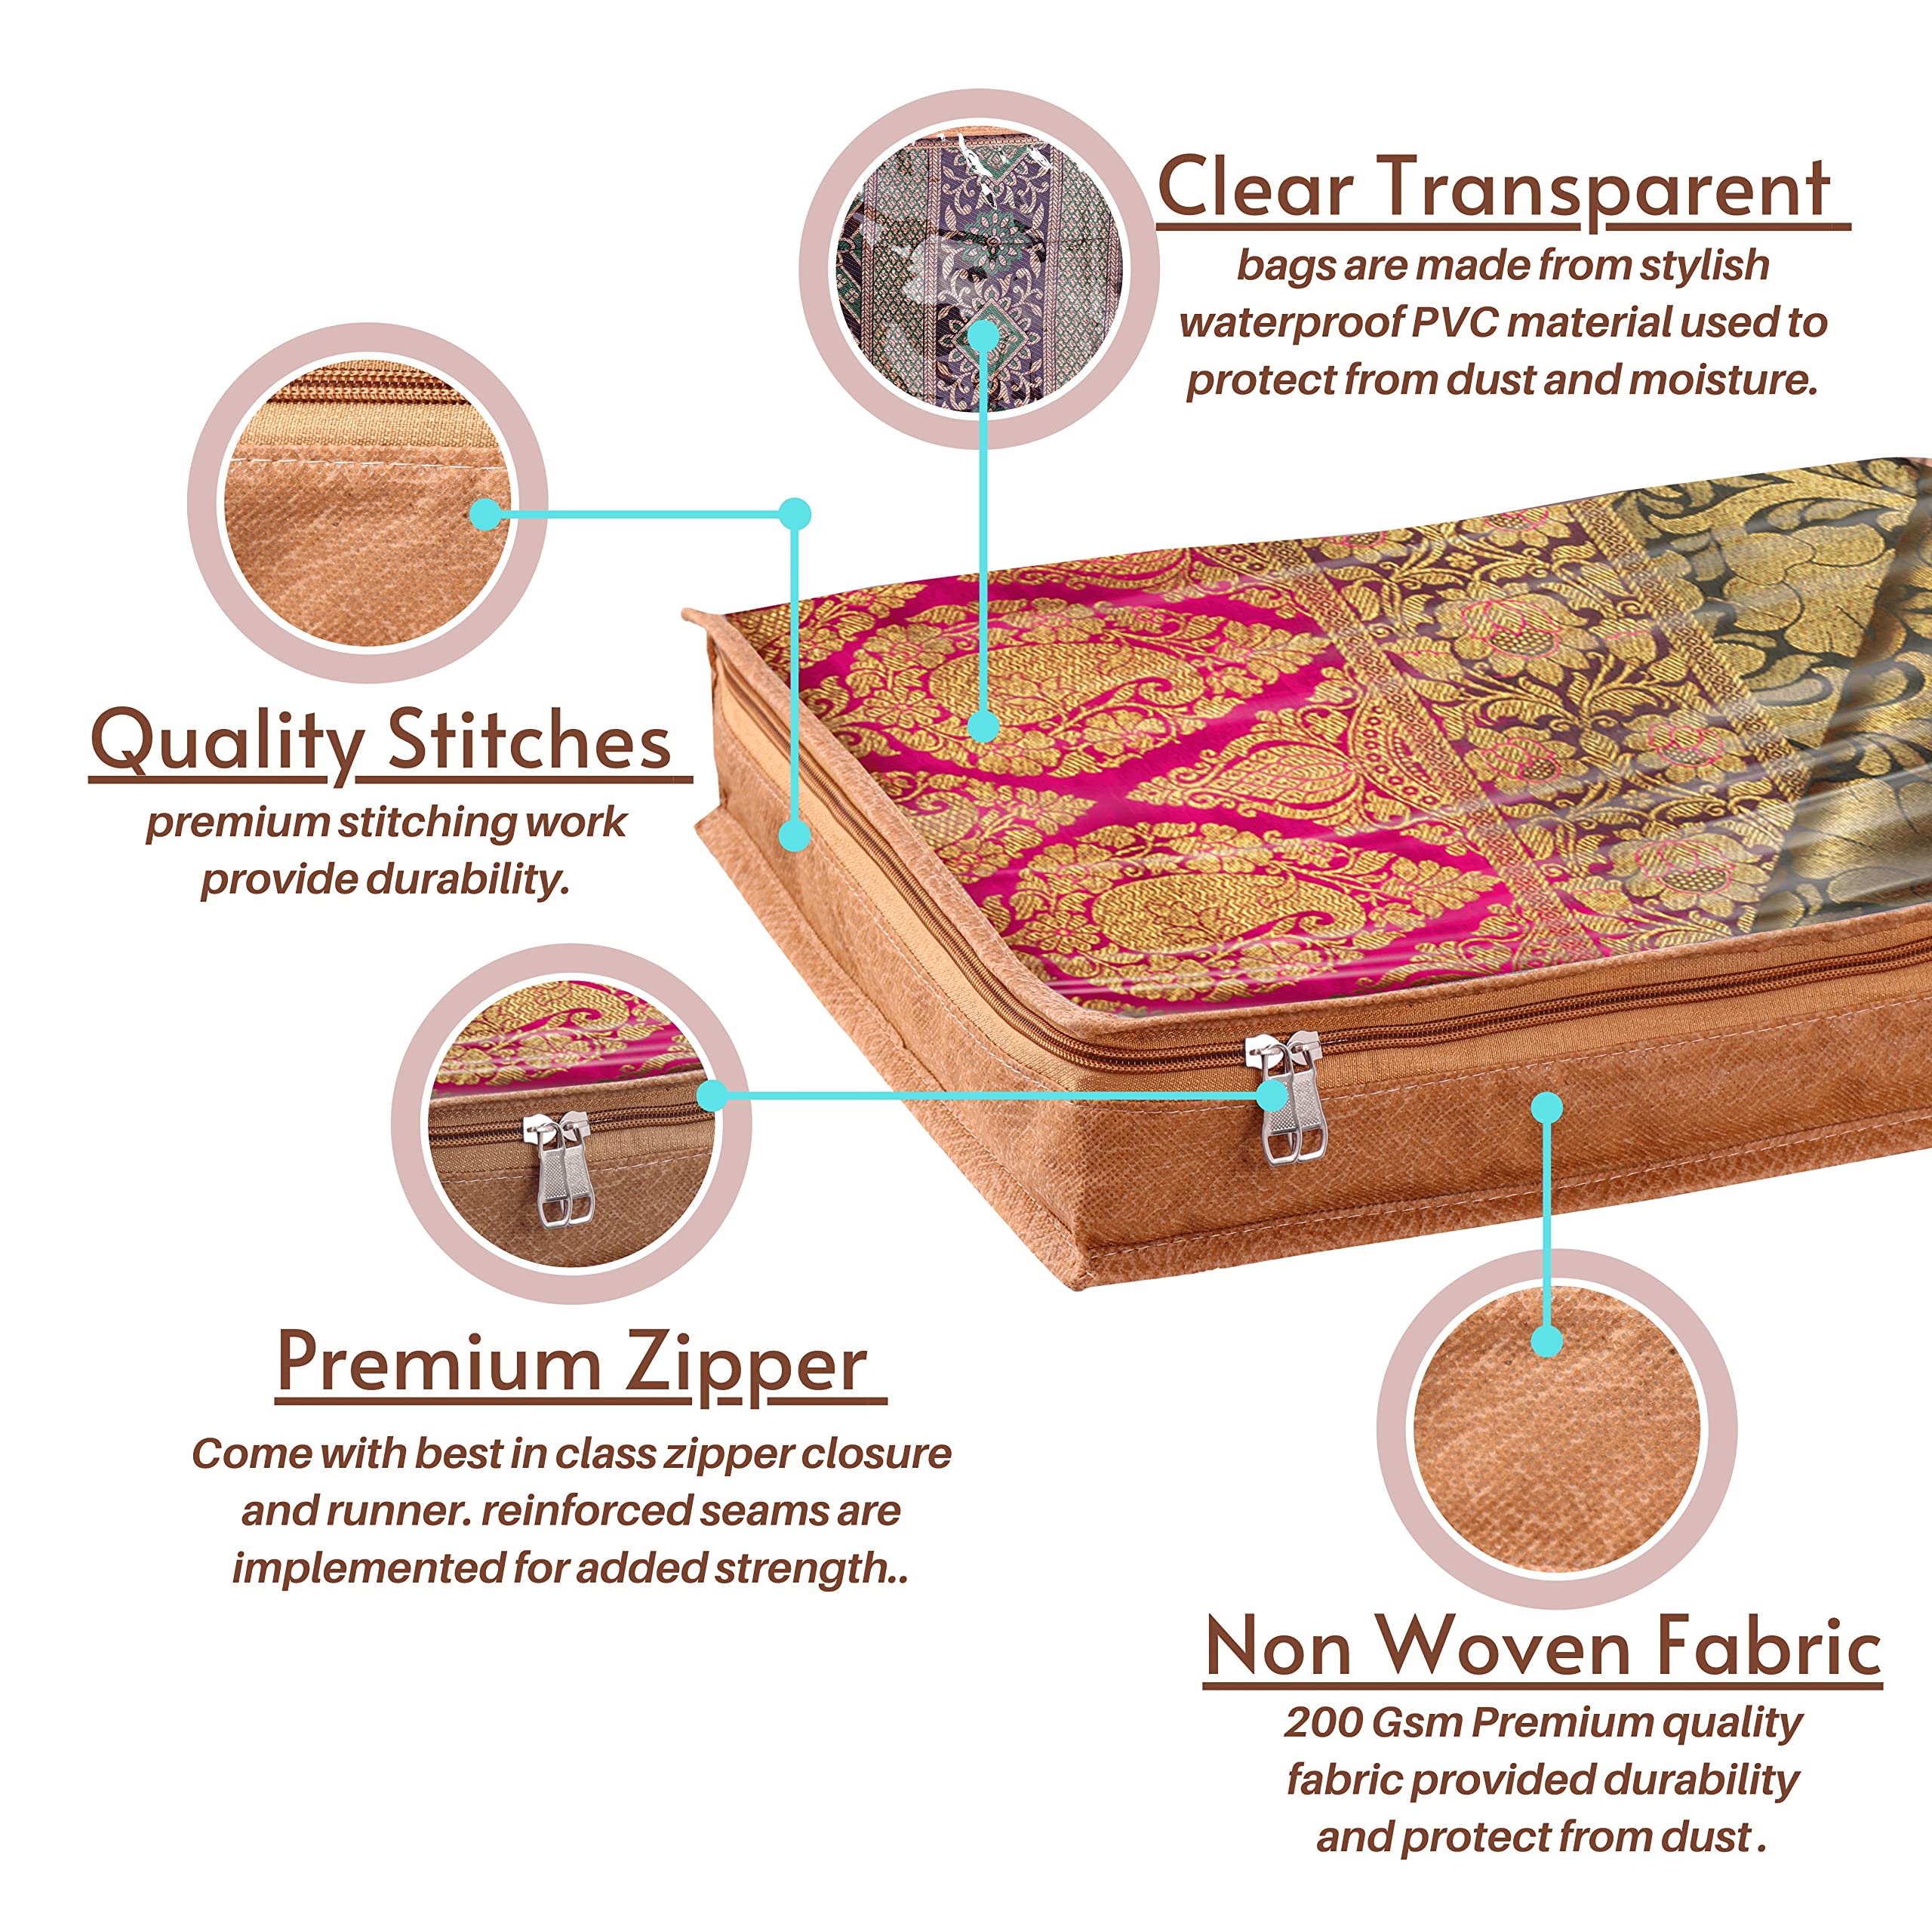 Clear Transparent
bags are made from stylish
waterproof PVC material used to
protect from dust and moisture.
Quality Stitches
premium stitching work
provide durability.
Premium Zipper
Come with best in class zipper closure
and runner. reinforced seams are
implemented for added strength..
Non Woven Fabric
200 Gsm Premium quality
fabric provided durability
and protect from dust .